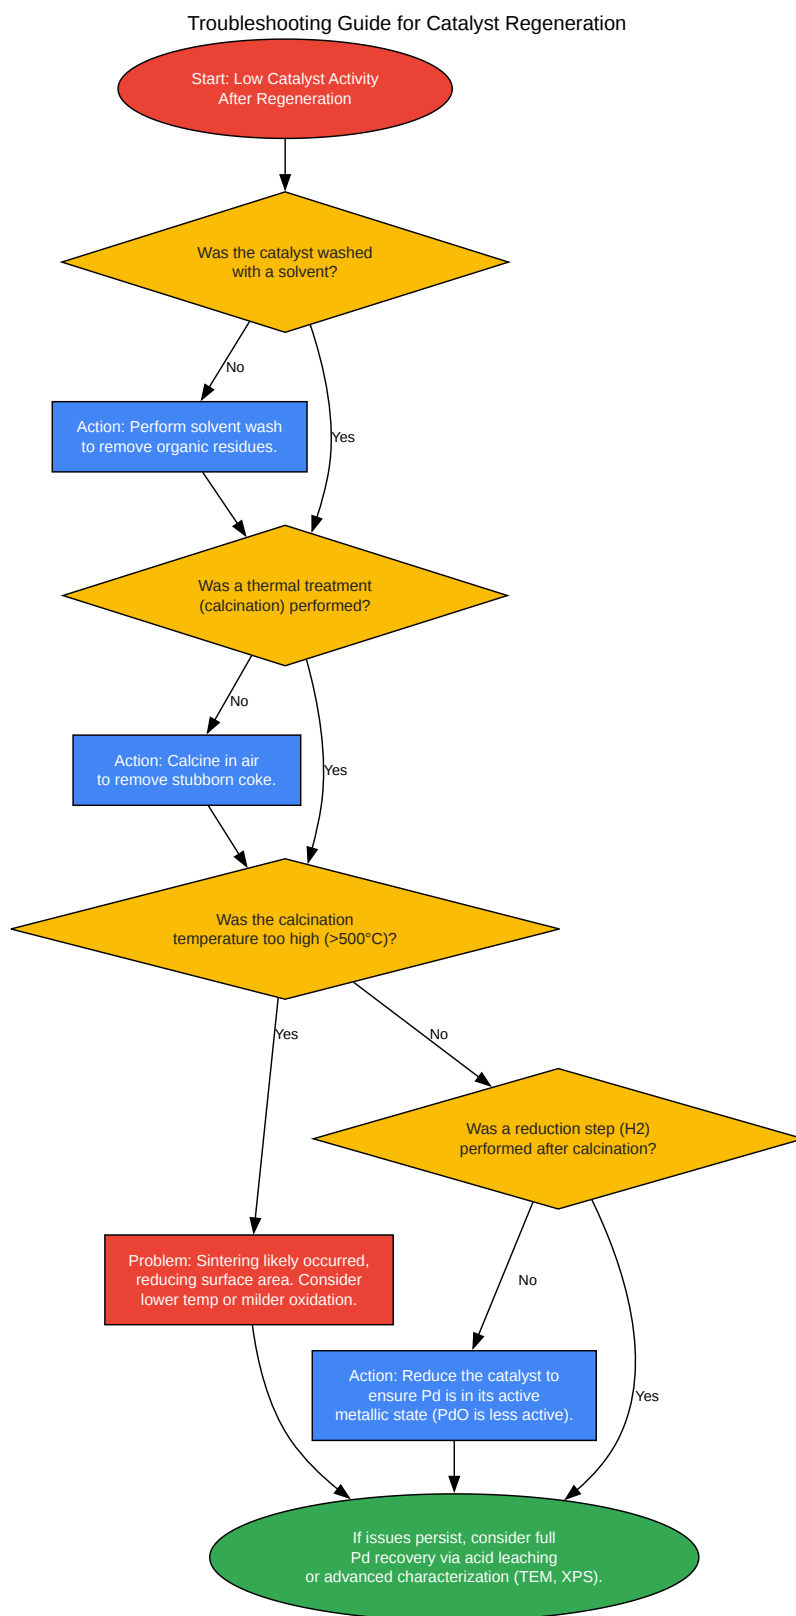 Troubleshooting Guide for Catalyst Regeneration
Start: Low Catalyst Activity
After Regeneration
Was the catalyst washed
with a solvent?
No
Action: Perform solvent wash
to remove organic residues.
Yes
Was a thermal treatment
(calcination) performed?
No
Action: Calcine in air
to remove stubborn coke.
Yes
Was the calcination
temperature too high (>500°C)?
Yes
No
Was a reduction step (H2)
performed after calcination?
Problem: Sintering likely occurred,
reducing surface area. Consider
lower temp or milder oxidation.
No
Action: Reduce the catalyst to
ensure Pd is in its active
metallic state (PdO is less active).
Yes
If issues persist, consider full
Pd recovery via acid leaching
or advanced characterization (TEM, XPS).